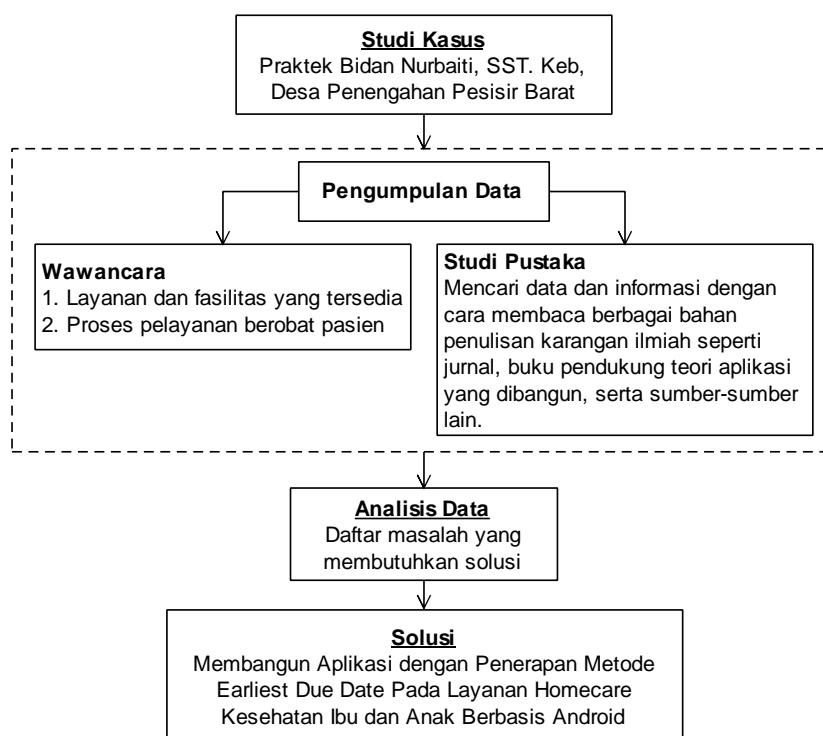 Studi Kasus
Praktek Bidan Nurbaiti, SST. Keb,
Desa Penengahan Pesisir Barat
Pengumpulan Data
Wawancara
1. Layanan dan fasilitas yang tersedia
2. Proses pelayanan berobat pasien
Studi Pustaka
Mencari data dan informasi dengan
cara membaca berbagai bahan
penulisan karangan ilmiah seperti
jurnal, buku pendukung teori aplikasi
yang dibangun, serta sumber-sumber
lain.
Analisis Data
Daftar masalah yang
membutuhkan solusi
Solusi
Membangun Aplikasi dengan Penerapan Metode
Earliest Due Date Pada Layanan Homecare
Kesehatan Ibu dan Anak Berbasis Android